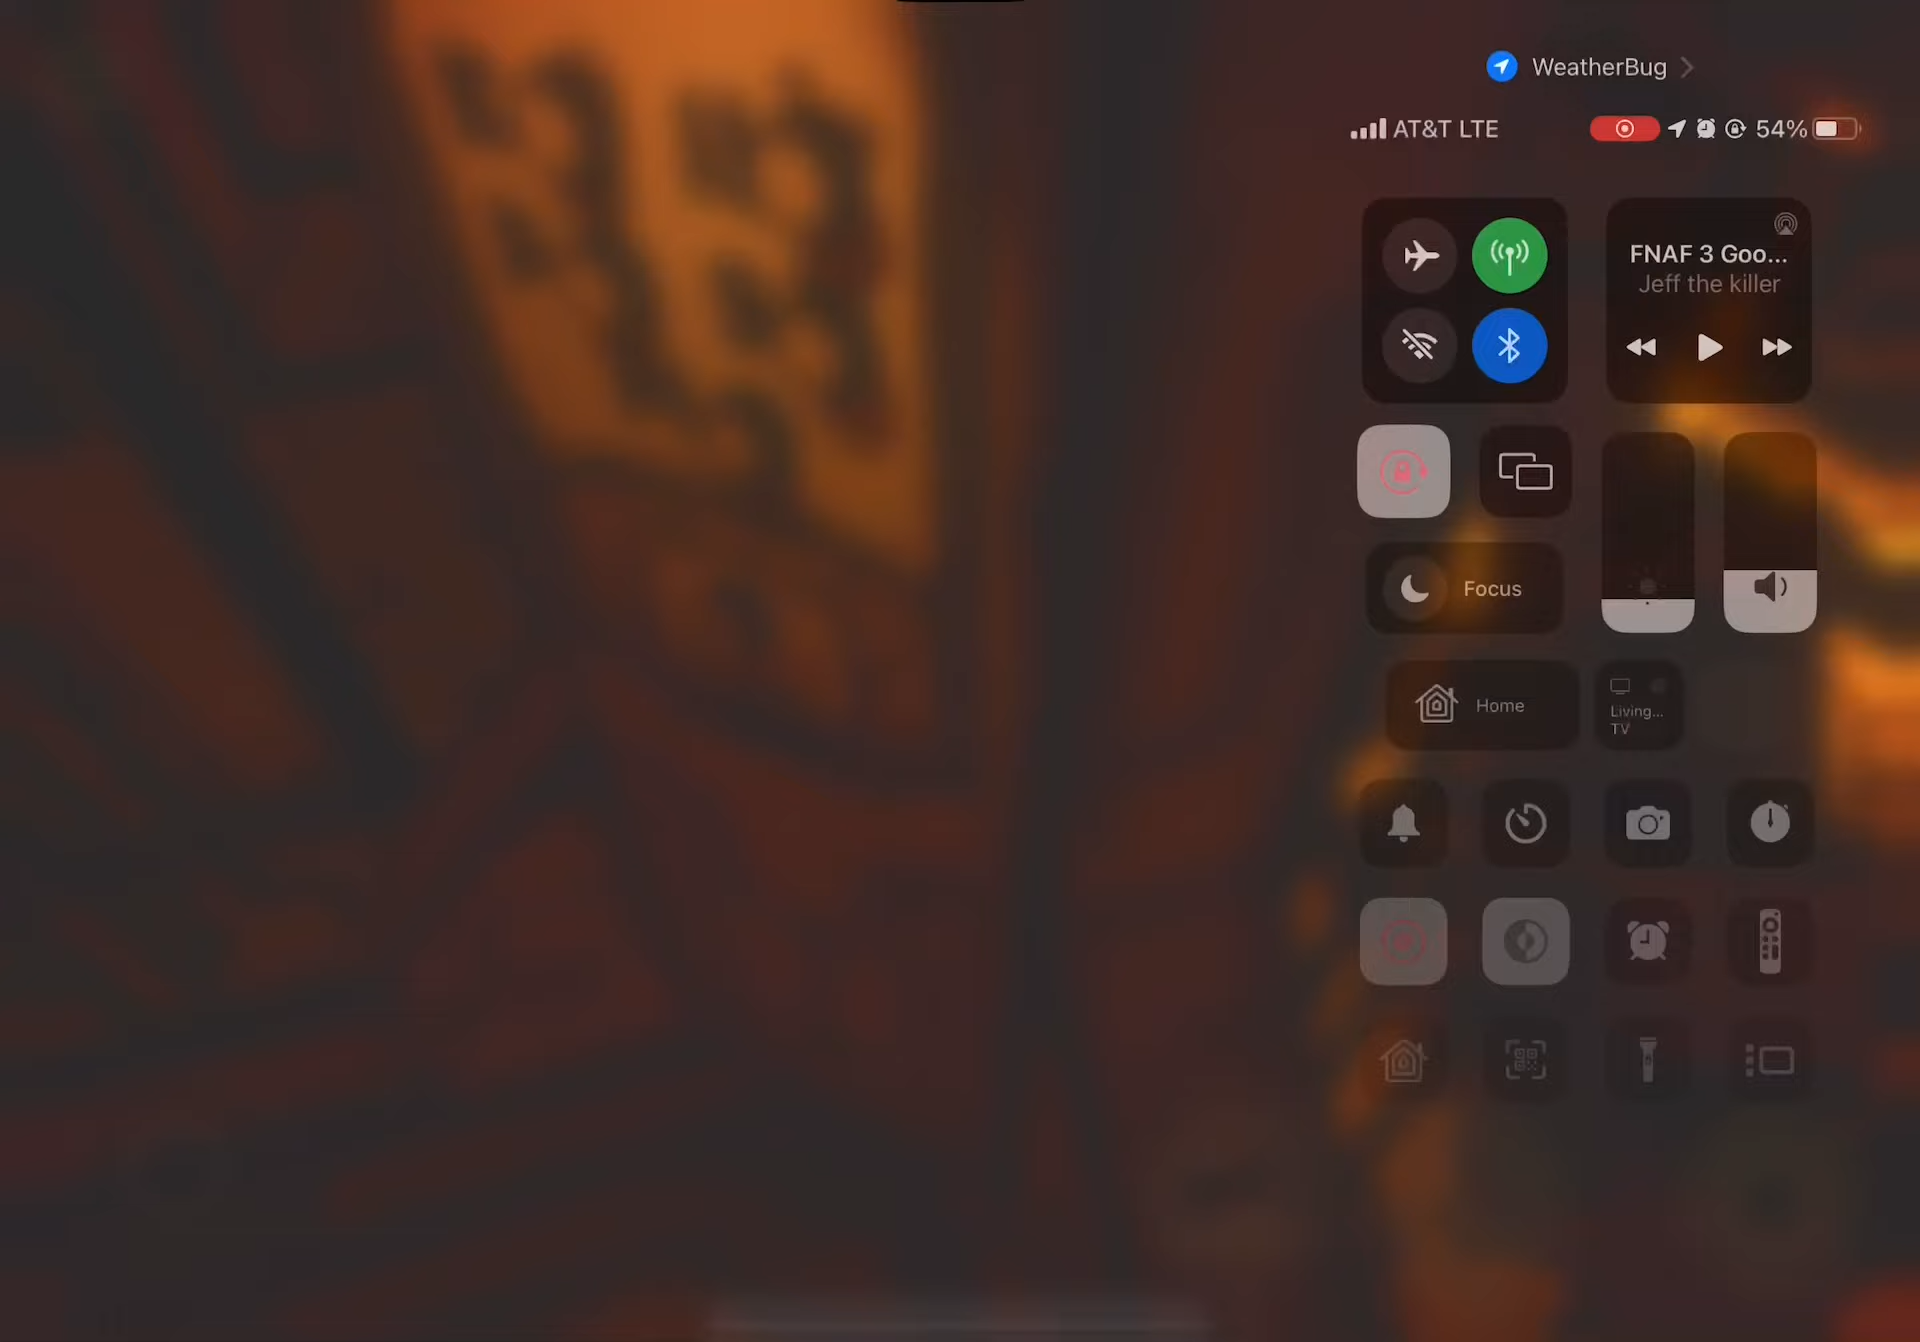 WeatherBug
AT&T LTE 54%
FNAF 3 Goo...
Jeff the killer
Focus
Home
Living...
TV